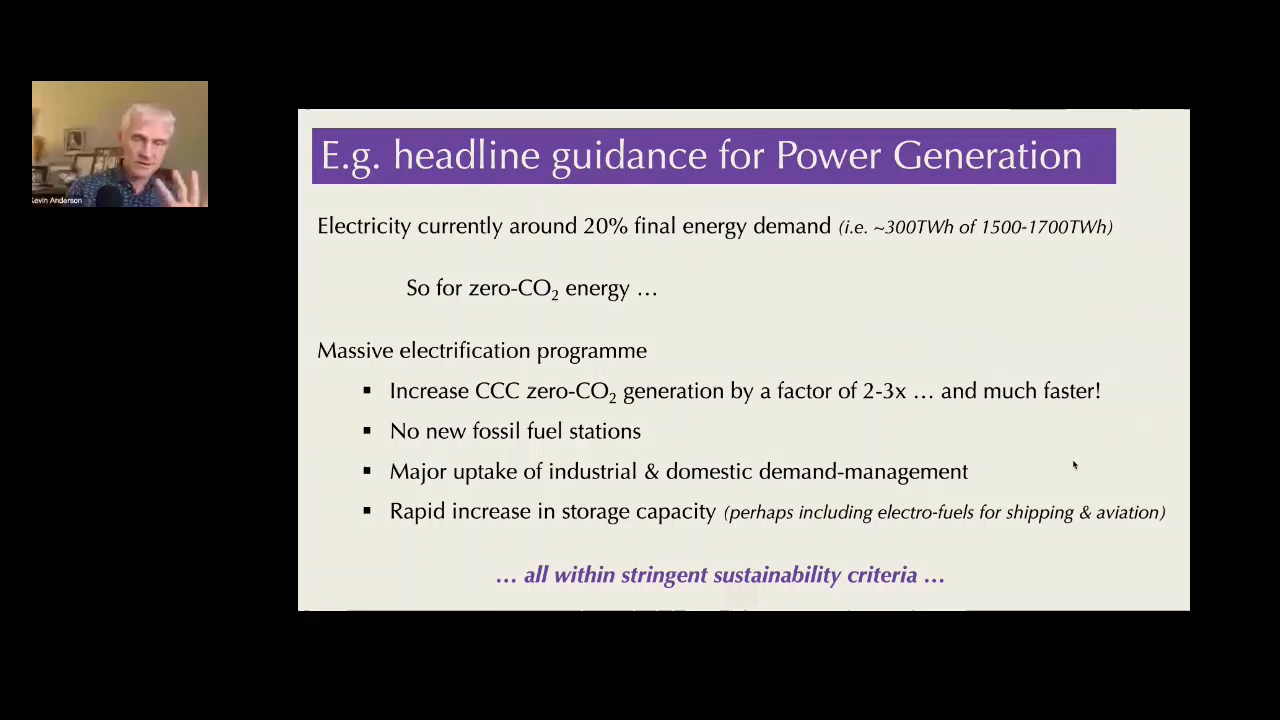 Kevin Anderson
E.g. headline guidance for Power Generation
Electricity currently around 20% final energy demand (i.e. ~300TWh of 1500-1700TWh)
So for zero-CO₂ energy …
Massive electrification programme
▪ Increase CCC zero-CO₂ generation by a factor of 2-3x … and much faster!
▪ No new fossil fuel stations
▪ Major uptake of industrial & domestic demand-management
▪ Rapid increase in storage capacity (perhaps including electro-fuels for shipping & aviation)
… all within stringent sustainability criteria …